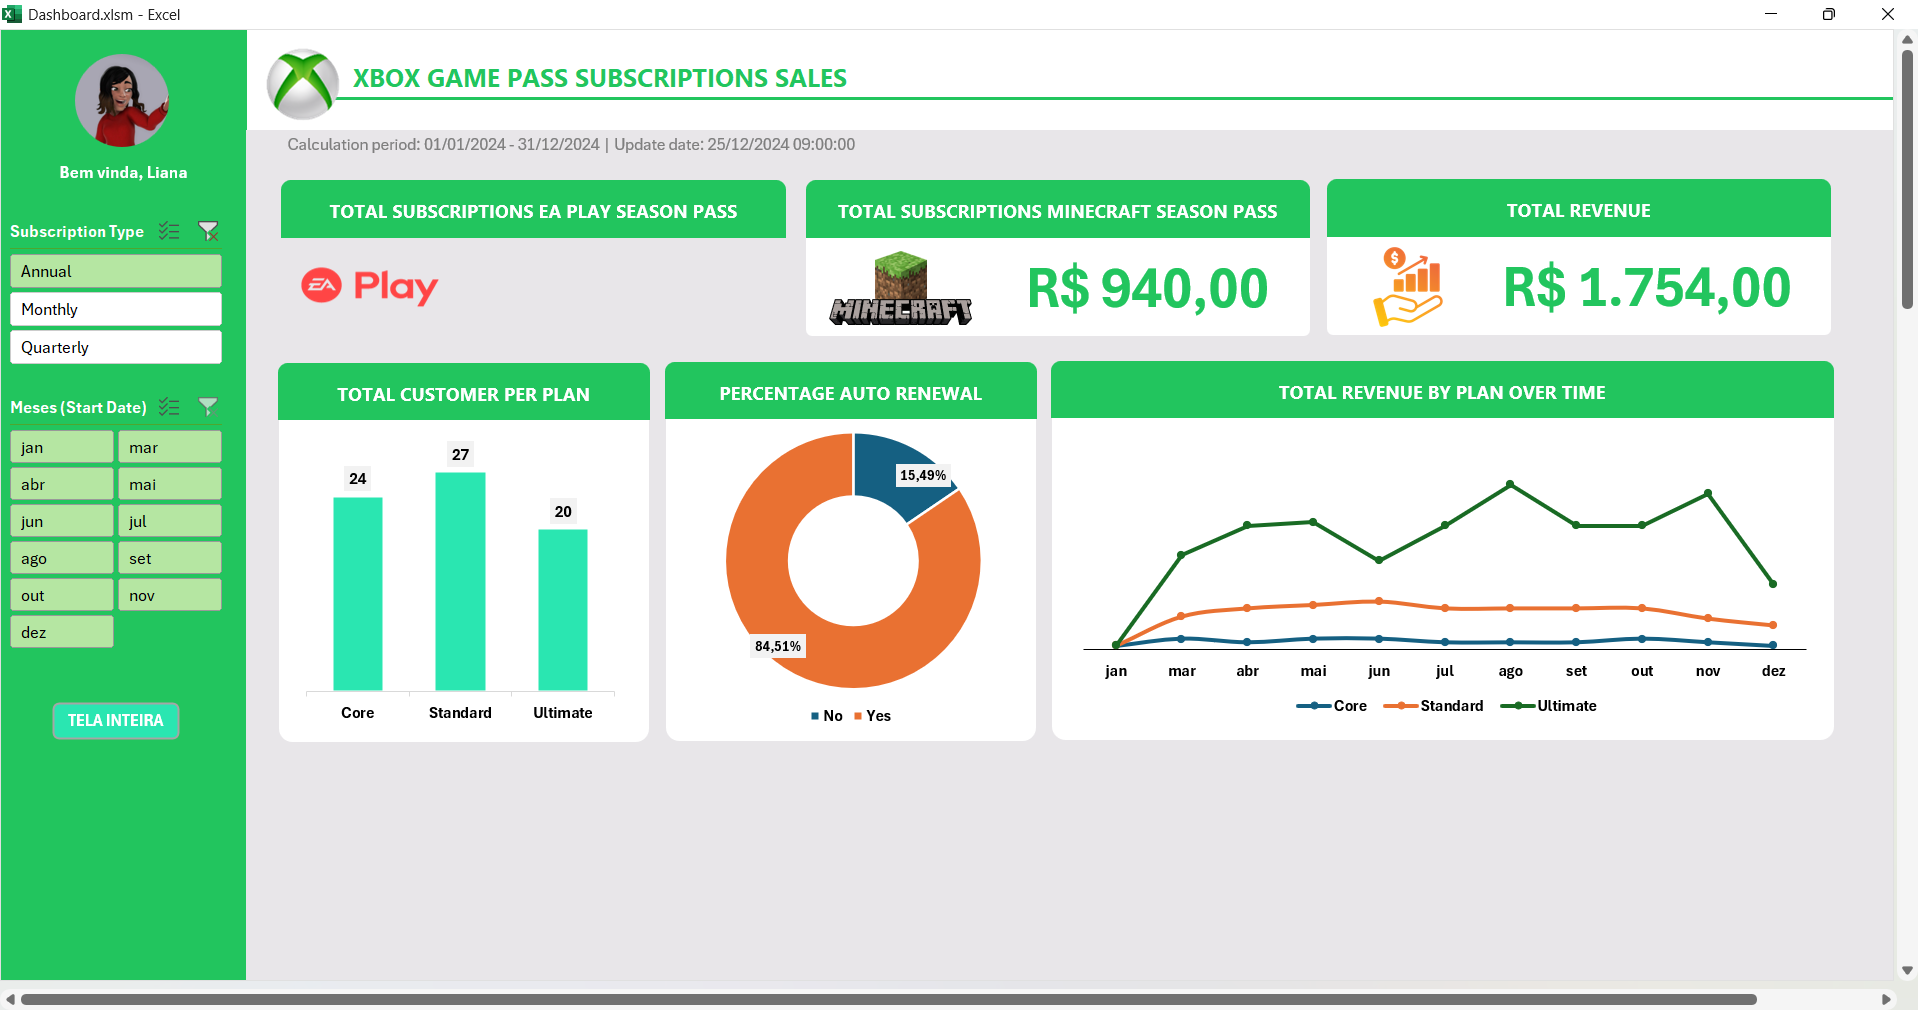 Dashboard.xlsm - Excel
XBOX GAME PASS SUBSCRIPTIONS SALES
Calculation period: 01/01/2024 - 31/12/2024 | Update date: 25/12/2024 09:00:00
Bem vinda, Liana
Subscription Type
Annual
Monthly
Quarterly
Meses (Start Date)
jan mar
abr mai
jun jul
ago set
out nov
dez
TELA INTEIRA
TOTAL SUBSCRIPTIONS EA PLAY SEASON PASS
EA Play
TOTAL SUBSCRIPTIONS MINECRAFT SEASON PASS
MINECRAFT
R$ 940,00
TOTAL REVENUE
$
R$ 1.754,00
TOTAL CUSTOMER PER PLAN
24 27 20
Core Standard Ultimate
PERCENTAGE AUTO RENEWAL
15,49%
84,51%
No Yes
TOTAL REVENUE BY PLAN OVER TIME
jan mar abr mai jun jul ago set out nov dez
Core Standard Ultimate